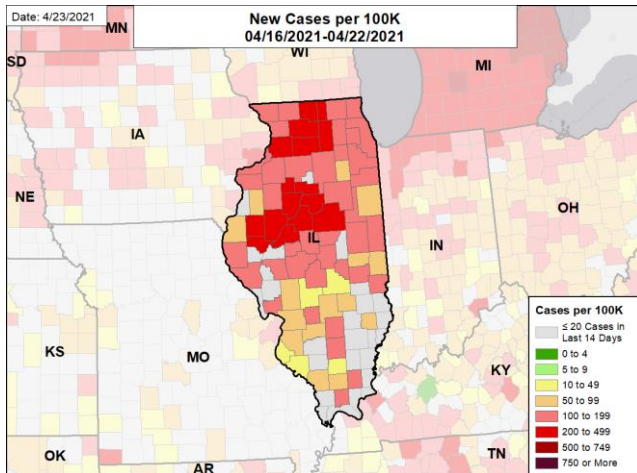 Date: 4/23/2021
New Cases per 100K
04/16/2021-04/22/2021
MN
SD
WI
MI
IA
NE
IL
IN
OH
KS
MO
KY
OK
AR
TN
Cases per 100K
≤ 20 Cases in
Last 14 Days
0 to 4
5 to 9
10 to 49
50 to 99
100 to 199
200 to 499
500 to 749
750 or More